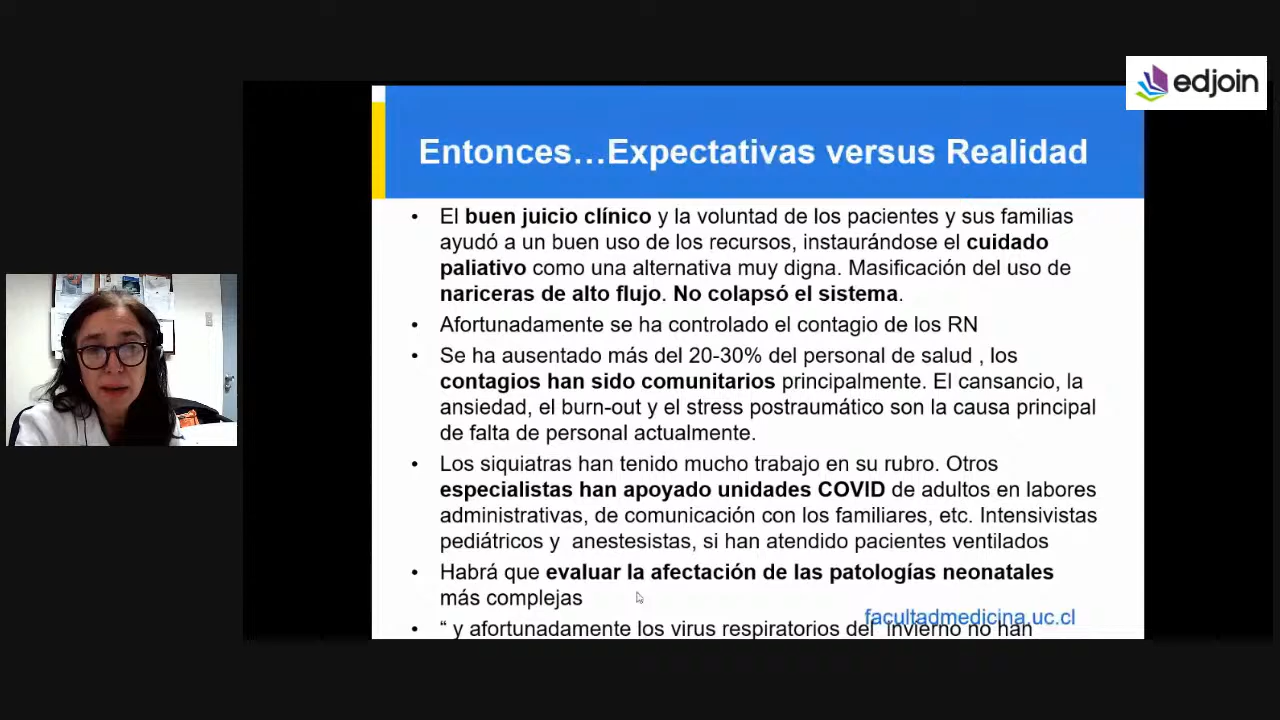 edjoin
Entonces…Expectativas versus Realidad
• El buen juicio clínico y la voluntad de los pacientes y sus familias
ayudó a un buen uso de los recursos, instaurándose el cuidado
paliativo como una alternativa muy digna. Masificación del uso de
nariceras de alto flujo. No colapsó el sistema.
• Afortunadamente se ha controlado el contagio de los RN
• Se ha ausentado más del 20-30% del personal de salud , los
contagios han sido comunitarios principalmente. El cansancio, la
ansiedad, el burn-out y el stress postraumático son la causa principal
de falta de personal actualmente.
• Los siquiatras han tenido mucho trabajo en su rubro. Otros
especialistas han apoyado unidades COVID de adultos en labores
administrativas, de comunicación con los familiares, etc. Intensivistas
pediátricos y anestesistas, si han atendido pacientes ventilados
• Habrá que evaluar la afectación de las patologías neonatales
más complejas
facultadmedicina.uc.cl
• “ y afortunadamente los virus respiratorios del invierno no han